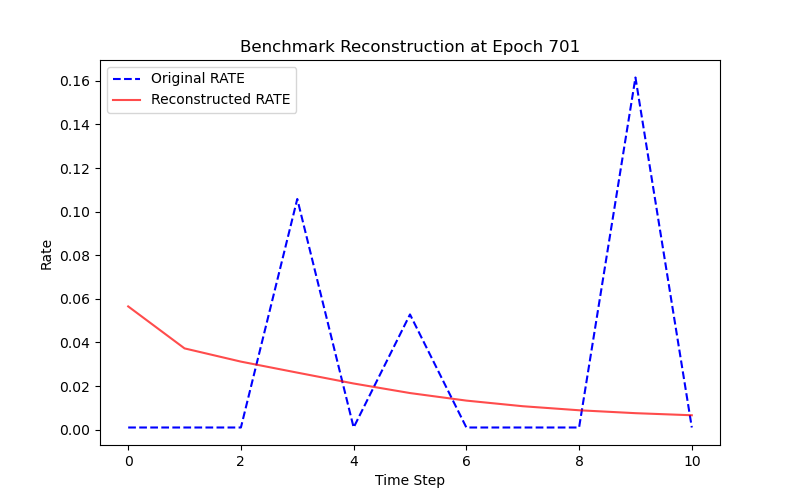 Benchmark Reconstruction at Epoch 701
Original RATE
Reconstructed RATE
Rate
0.16
0.14
0.12
0.10
0.08
0.06
0.04
0.02
0.00
0 2 4 6 8 10
Time Step